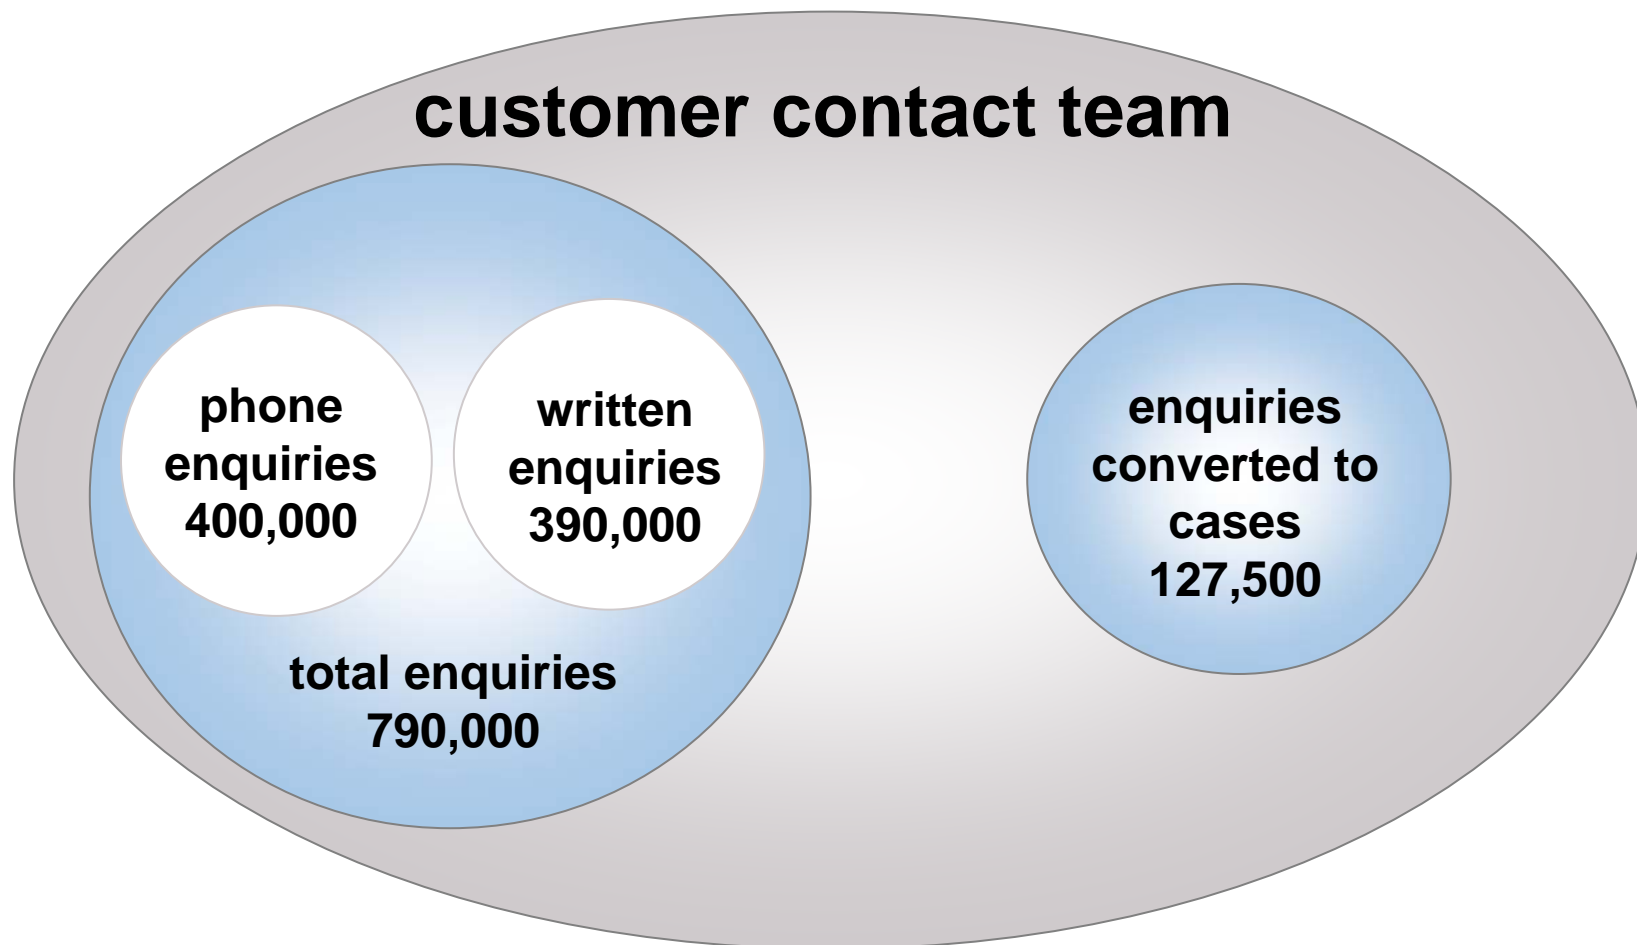 customer contact team
phone
enquiries
400,000
written
enquiries
390,000
total enquiries
790,000
enquiries
converted to
cases
127,500